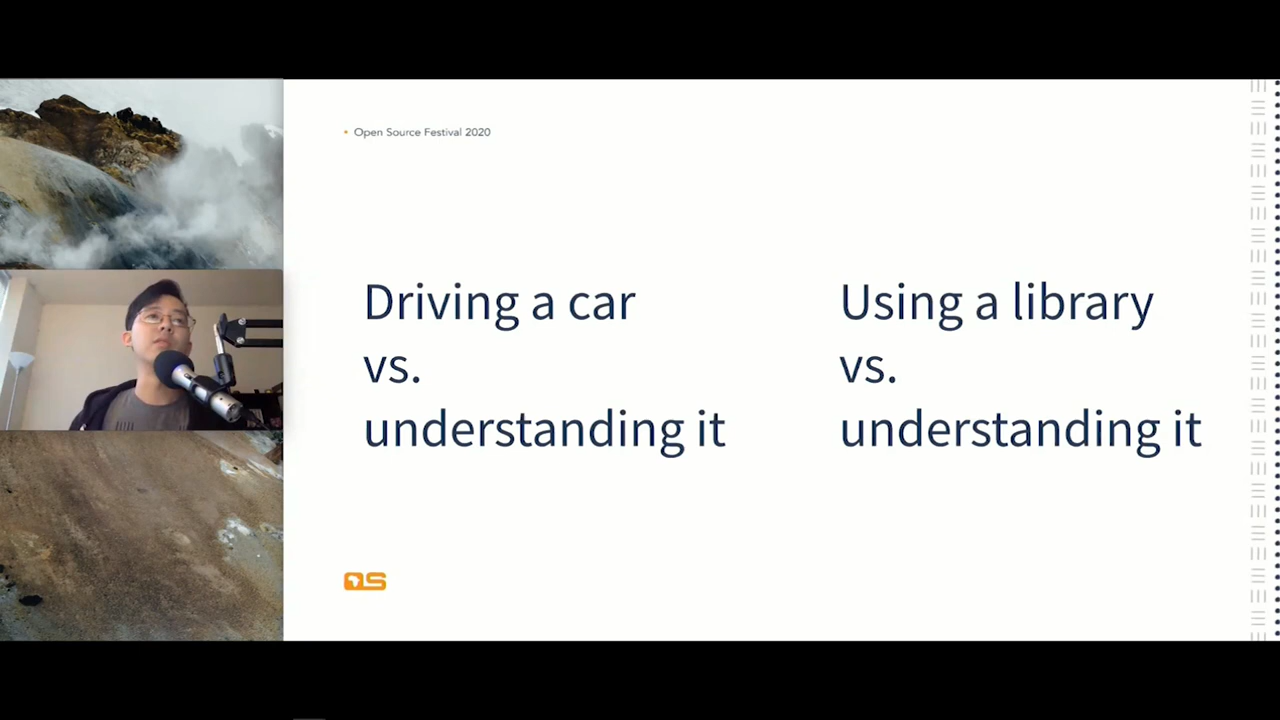 Open Source Festival 2020
Driving a car
vs.
understanding it
Using a library
vs.
understanding it
OS